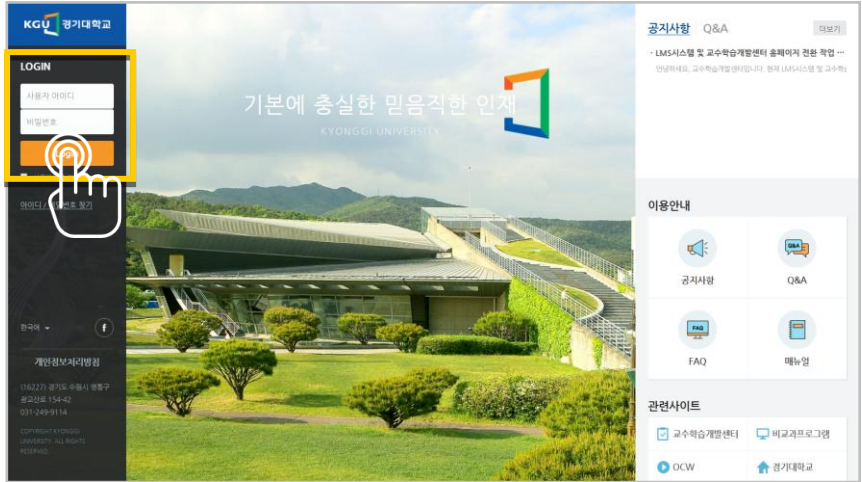 KGU 경기대학교
LOGIN
사용자 아이디
비밀번호
아이디 / 비밀번호 찾기
한국어
f
개인정보처리방침
(16227) 경기도 수원시 영통구
광교산로 154-42
031-249-9114
COPYRIGHT KYONGGI
UNIVERSITY. ALL RIGHTS
RESERVED.
기본에 충실한 믿음직한 인재
KYONGGI UNIVERSITY
공지사항 Q&A 더보기
· LMS시스템 및 교수학습개발센터 홈페이지 전환 작업 ···
안녕하세요, 교수학습개발센터입니다. 현재 LMS시스템 및 교수학습
이용안내
Q&A
공지사항 Q&A
FAQ
FAQ 매뉴얼
관련사이트
교수학습개발센터 비교과프로그램
OCW 경기대학교